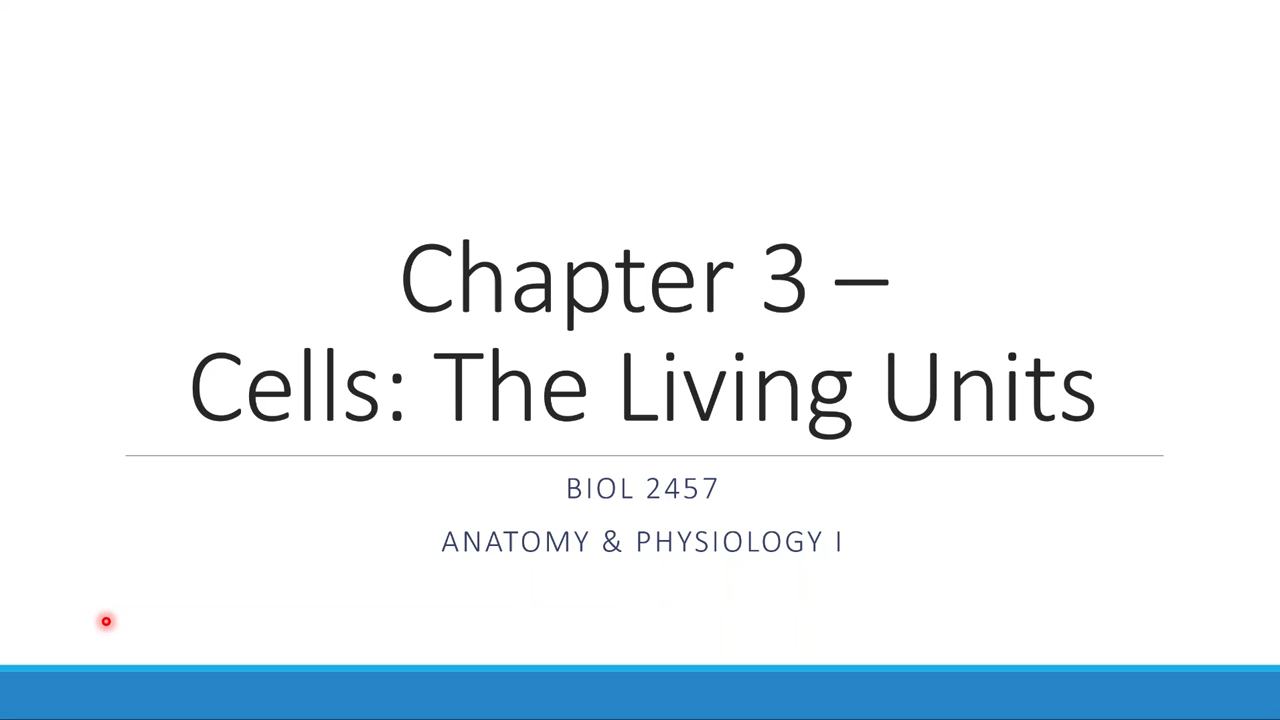 Chapter 3 –
Cells: The Living Units
BIOL 2457
ANATOMY & PHYSIOLOGY I